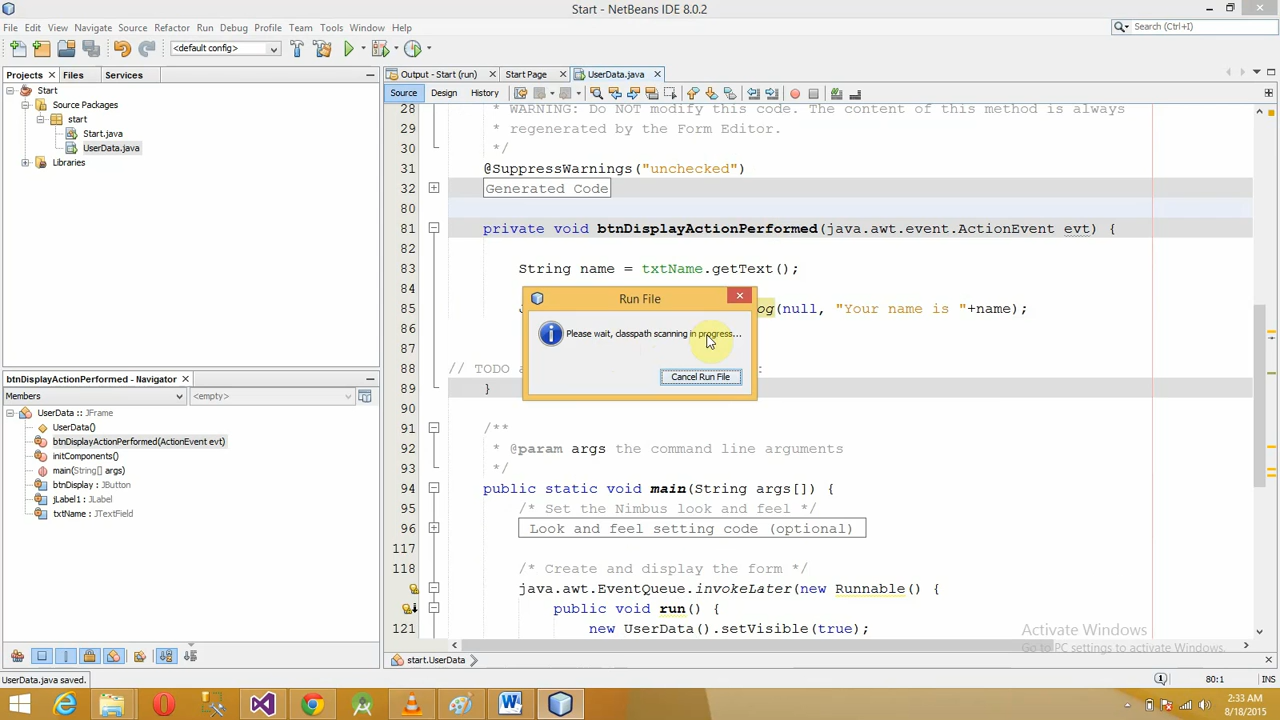 Start - NetBeans IDE 8.0.2
File Edit View Navigate Source Refactor Run Debug Profile Team Tools Window Help
Search (Ctrl+I)
<default config>
Projects Files Services
Output - Start (run) Start Page UserData.java
Source Design History
Start
Source Packages
start
Start.java
UserData.java
Libraries
28 * WARNING: Do NOT modify this code. The content of this method is always
29 * regenerated by the Form Editor.
30 */
31 @SuppressWarnings("unchecked")
32 Generated Code
80
81 private void btnDisplayActionPerformed(java.awt.event.ActionEvent evt) {
82
83 String name = txtName.getText();
84
85 og(null, "Your name is "+name);
86
87
88 // TODO a :
89 }
90
91 /**
92 * @param args the command line arguments
93 */
94 public static void main(String args[]) {
95 /* Set the Nimbus look and feel */
96 Look and feel setting code (optional)
117
118 /* Create and display the form */
java.awt.EventQueue.invokeLater(new Runnable() {
public void run() {
121 new UserData().setVisible(true);
Run File
Please wait, classpath scanning in progress...
Cancel Run File
btnDisplayActionPerformed - Navigator
Members <empty>
UserData :: JFrame
UserData()
btnDisplayActionPerformed(ActionEvent evt)
initComponents()
main(String[] args)
btnDisplay : JButton
jLabel1 : JLabel
txtName : JTextField
Activate Windows
Go to PC settings to activate Windows.
start.UserData
UserData.java saved.
1
80:1 INS
2:33 AM
8/18/2015